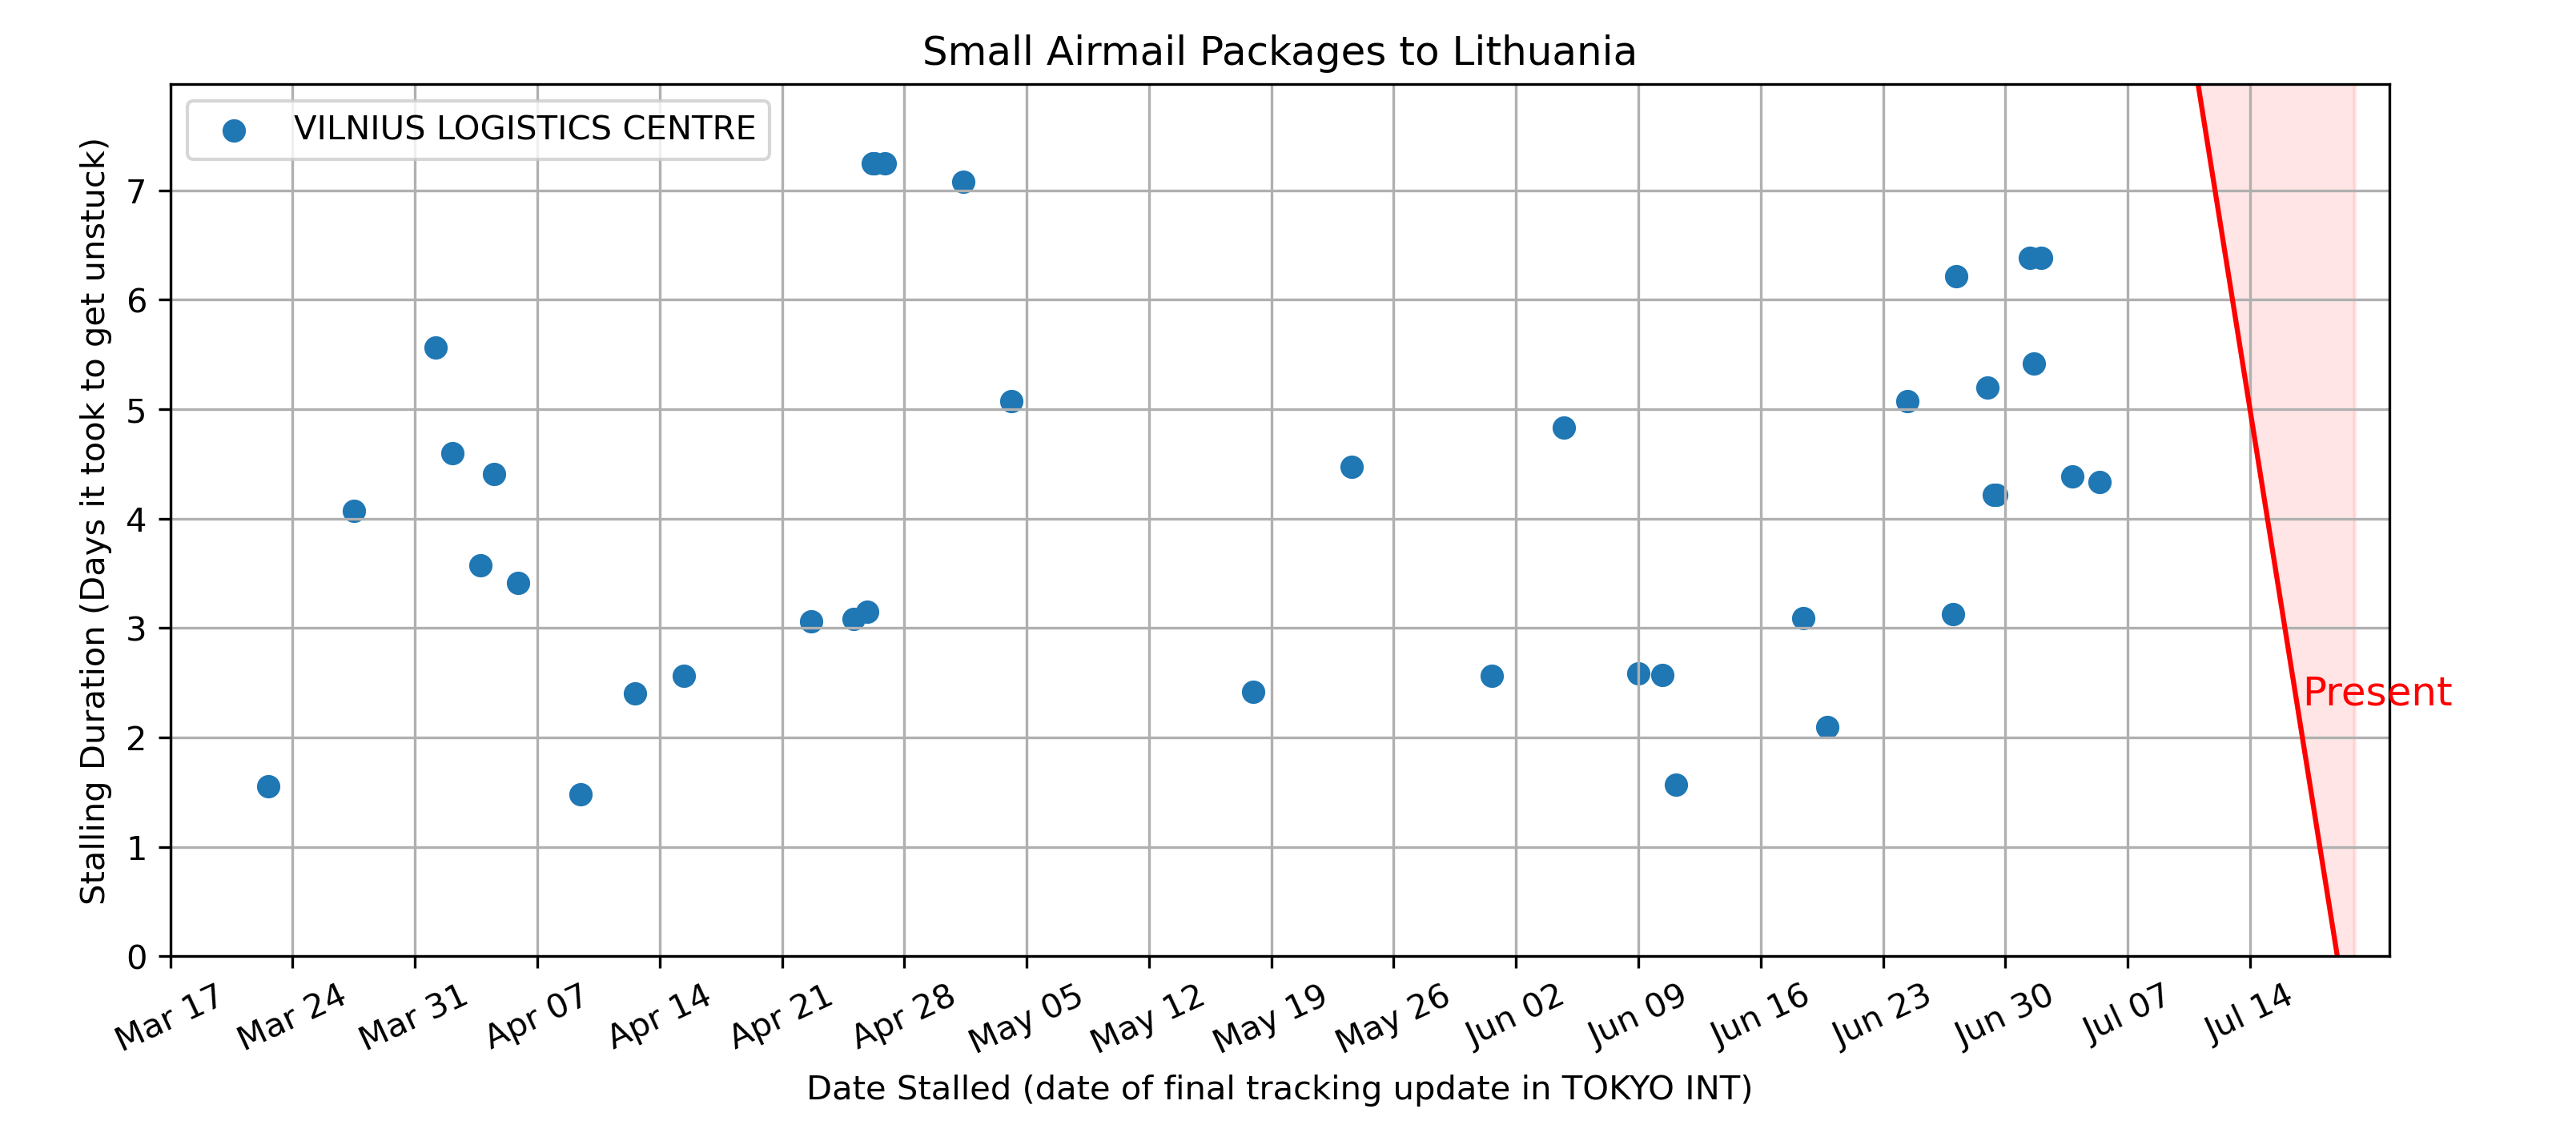 Small Airmail Packages to Lithuania
VILNIUS LOGISTICS CENTRE
Stalling Duration (Days it took to get unstuck)
7
6
5
4
3
2
1
0
Present
Mar 17
Mar 24
Mar 31
Apr 07
Apr 14
Apr 21
Apr 28
May 05
May 12
May 19
May 26
Jun 02
Jun 09
Jun 16
Jun 23
Jun 30
Jul 07
Jul 14
Date Stalled (date of final tracking update in TOKYO INT)